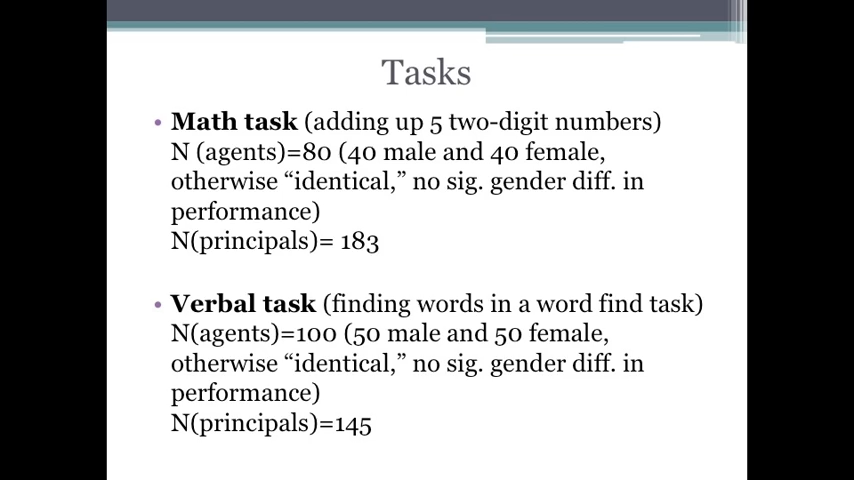 Tasks
• Math task (adding up 5 two-digit numbers)
N (agents)=80 (40 male and 40 female,
otherwise “identical,” no sig. gender diff. in
performance)
N(principals)= 183
• Verbal task (finding words in a word find task)
N(agents)=100 (50 male and 50 female,
otherwise “identical,” no sig. gender diff. in
performance)
N(principals)=145